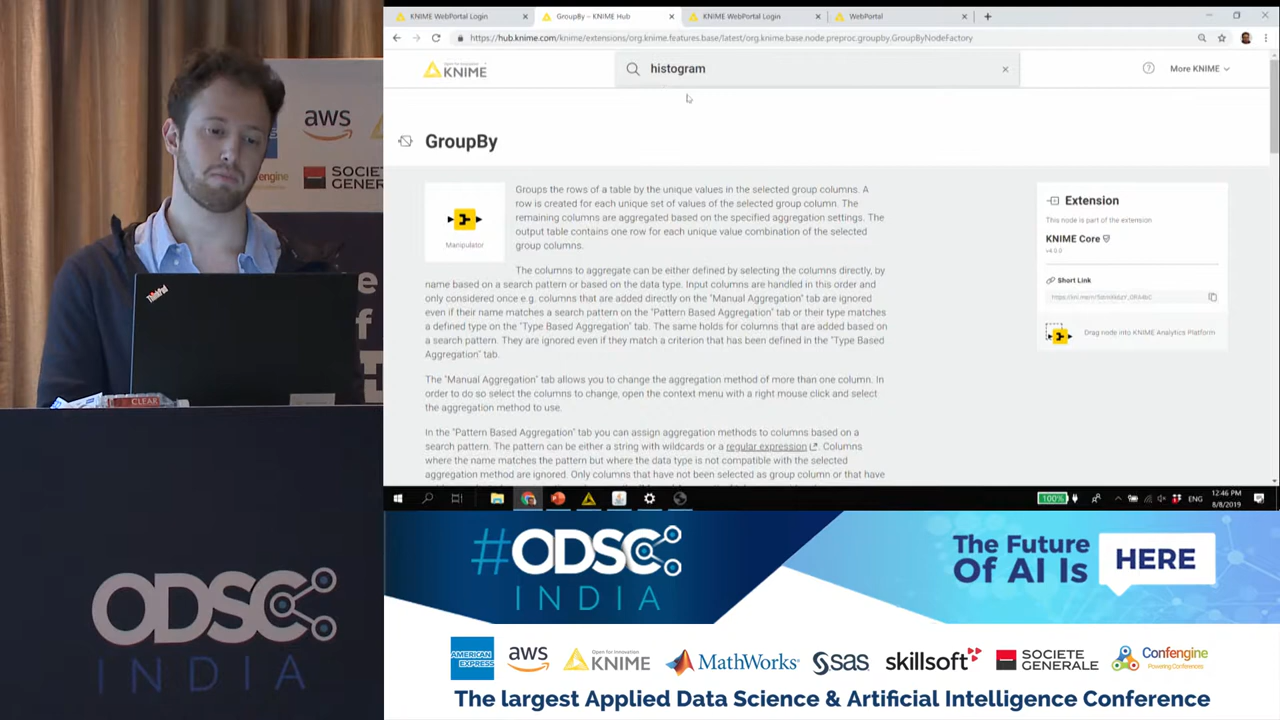 KNIME WebPortal Login
GroupBy – KNIME Hub
KNIME WebPortal Login
WebPortal
https://hub.knime.com/knime/extensions/org.knime.features.base/latest/org.knime.base.node.preproc.groupby.GroupByNodeFactory
Open for Innovation
KNIME
histogram
More KNIME
GroupBy
Manipulator
Groups the rows of a table by the unique values in the selected group columns. A
row is created for each unique set of values of the selected group column. The
remaining columns are aggregated based on the specified aggregation settings. The
output table contains one row for each unique value combination of the selected
group columns.
The columns to aggregate can be either defined by selecting the columns directly, by
name based on a search pattern or based on the data type. Input columns are handled in this order and
only considered once e.g. columns that are added directly on the "Manual Aggregation" tab are ignored
even if their name matches a search pattern on the "Pattern Based Aggregation" tab or their type matches
a defined type on the "Type Based Aggregation" tab. The same holds for columns that are added based on
a search pattern. They are ignored even if they match a criterion that has been defined in the "Type Based
Aggregation" tab.
The "Manual Aggregation" tab allows you to change the aggregation method of more than one column. In
order to do so select the columns to change, open the context menu with a right mouse click and select
the aggregation method to use.
In the "Pattern Based Aggregation" tab you can assign aggregation methods to columns based on a
search pattern. The pattern can be either a string with wildcards or a regular expression. Columns
where the name matches the pattern but where the data type is not compatible with the selected
aggregation method are ignored. Only columns that have not been selected as group column or that have
Extension
This node is part of the extension
KNIME Core
v4.0.0
Short Link
Drag node into KNIME Analytics Platform
100%
ENG
12:46 PM
8/8/2019
aws
SOCIETE
GENERALE
ThinkPad
CLEAR
ODSC
INDIA
#ODSC
INDIA
The Future
Of AI Is
HERE
AMERICAN
EXPRESS
aws
Open for Innovation
KNIME
MathWorks
sas
skillsoft
SOCIETE
GENERALE
Confengine
Powering Conferences
The largest Applied Data Science & Artificial Intelligence Conference